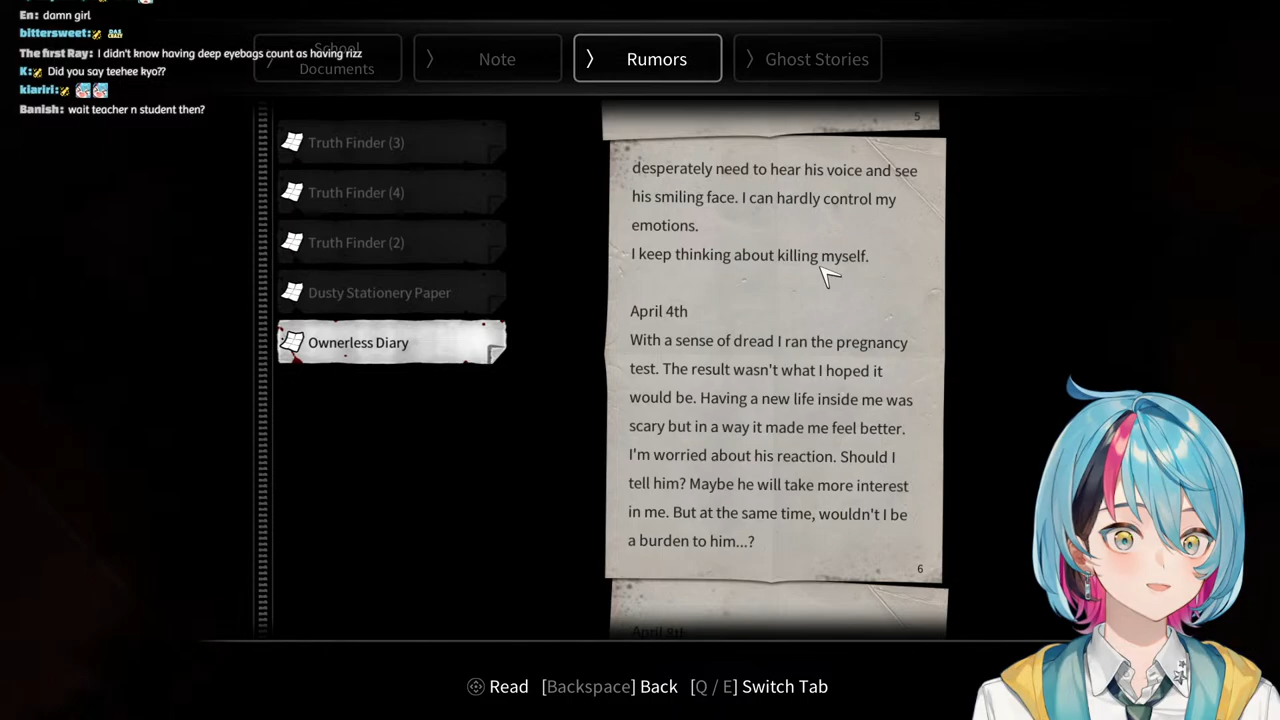 En: damn girl
bittersweet:
The first Ray: I didn't know having deep eyebags count as having rizz
K: Did you say teehee kyo??
klariri:
Banish: wait teacher n student then?
School
Documents
Note
Rumors
Ghost Stories
Truth Finder (3)
Truth Finder (4)
Truth Finder (2)
Dusty Stationery Paper
Ownerless Diary
5
desperately need to hear his voice and see
his smiling face. I can hardly control my
emotions.
I keep thinking about killing myself.
April 4th
With a sense of dread I ran the pregnancy
test. The result wasn't what I hoped it
would be. Having a new life inside me was
scary but in a way it made me feel better.
I'm worried about his reaction. Should I
tell him? Maybe he will take more interest
in me. But at the same time, wouldn't I be
a burden to him...?
6
Read [Backspace] Back [Q / E] Switch Tab